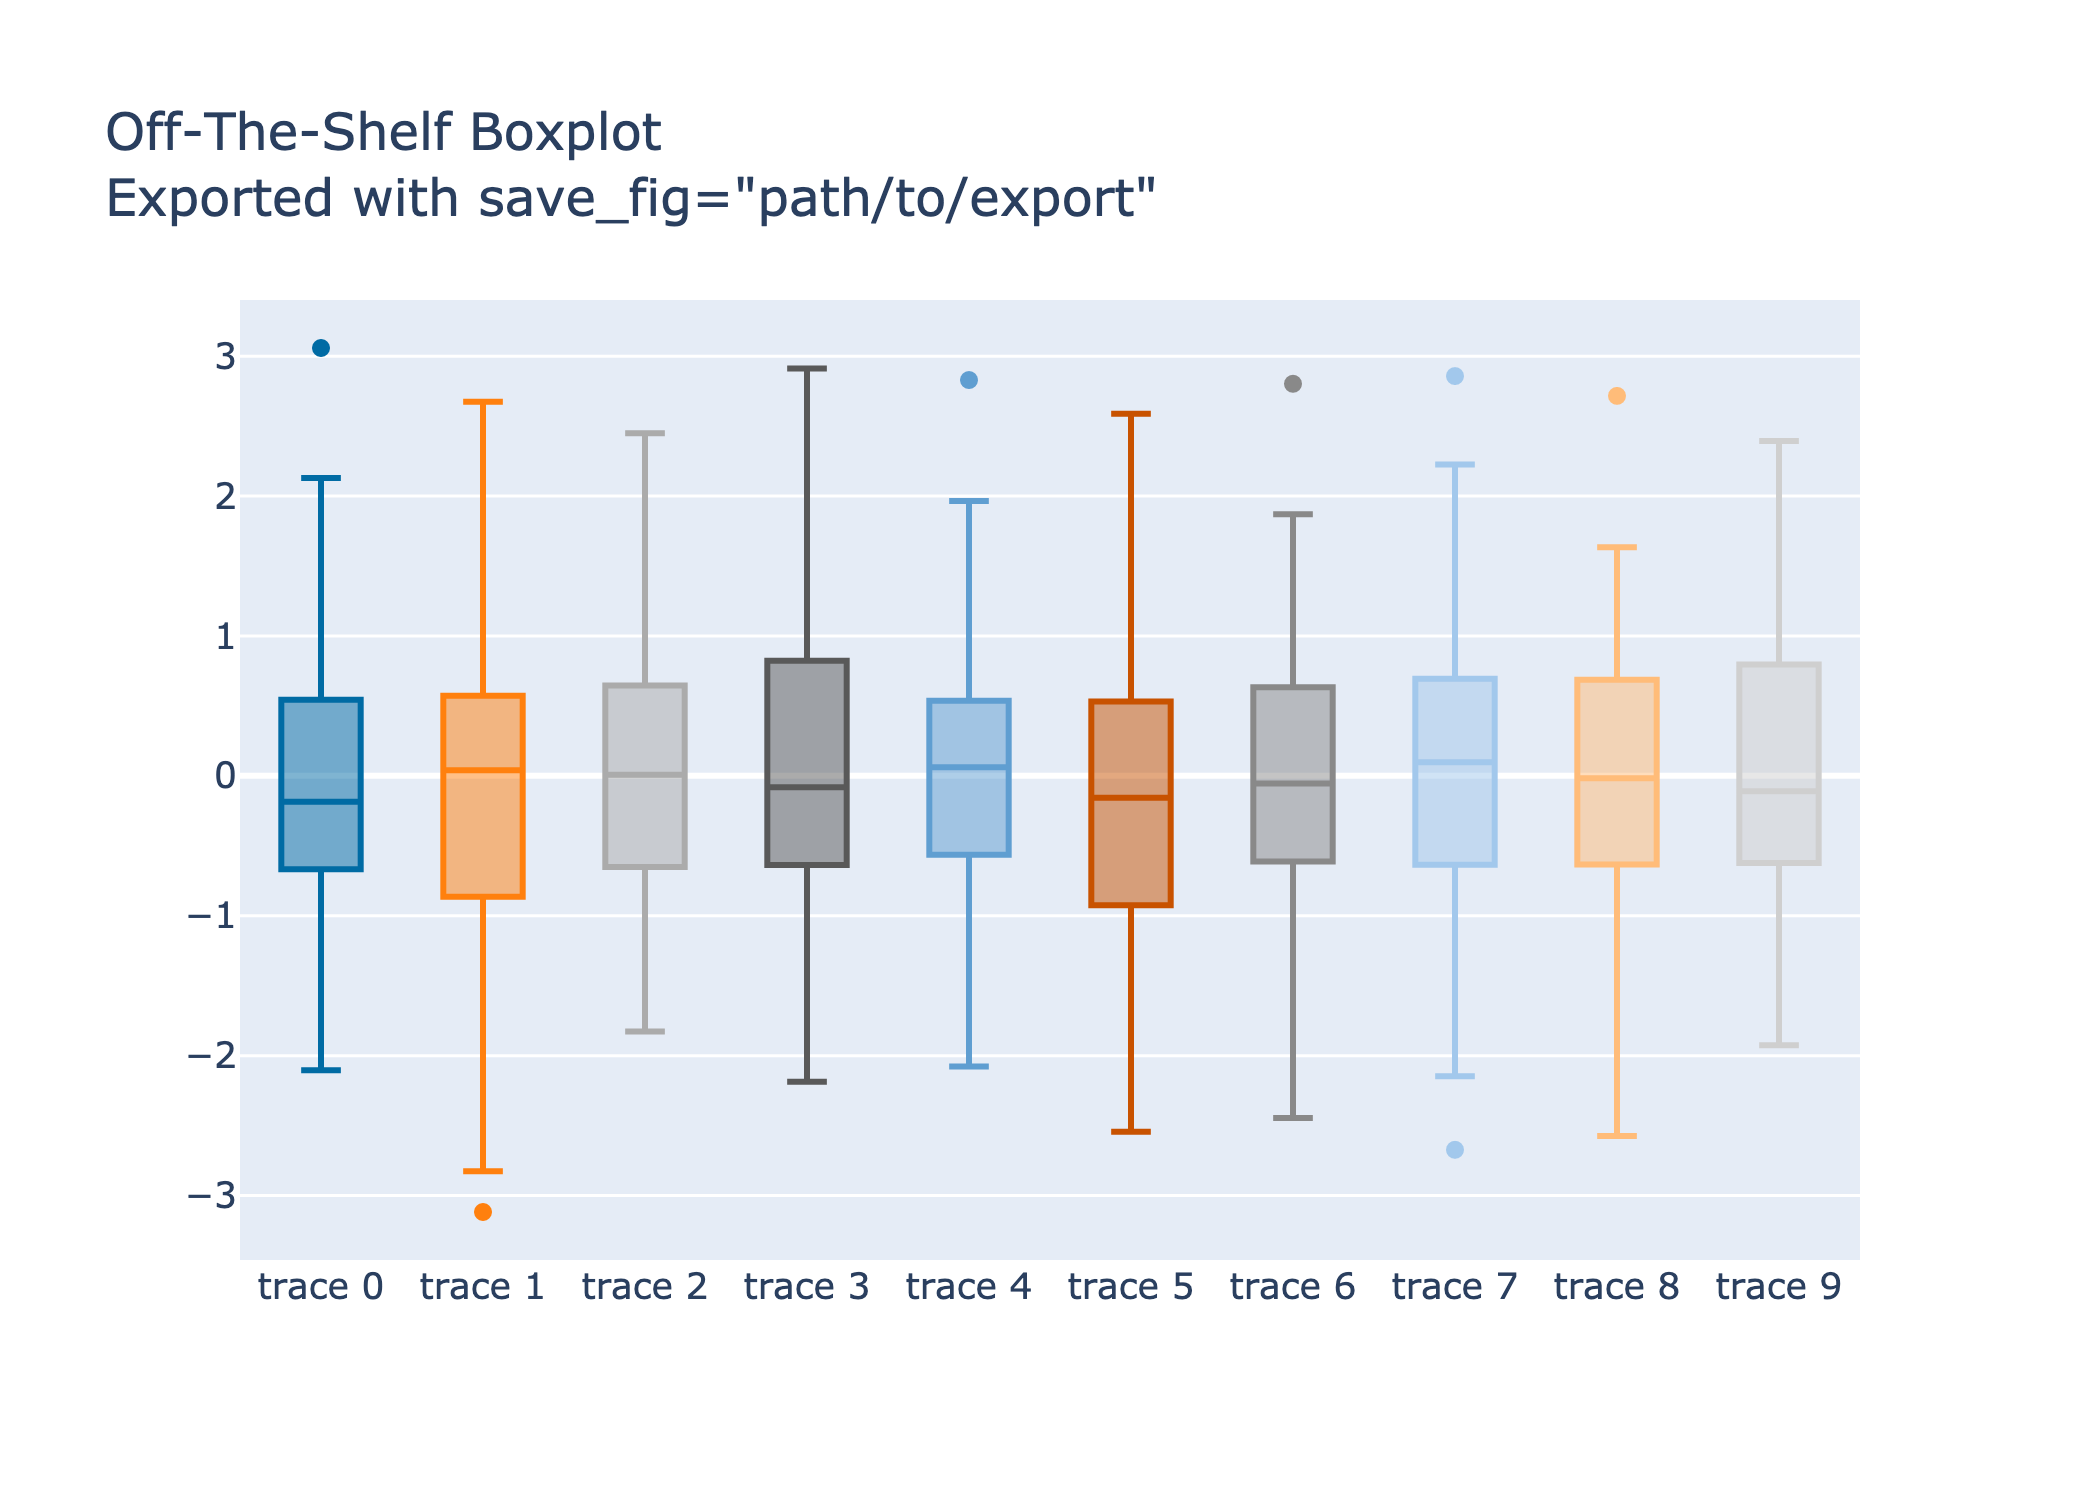 Off-The-Shelf Boxplot
Exported with save_fig="path/to/export"
3
2
1
0
−1
−2
−3
trace 0 trace 1 trace 2 trace 3 trace 4 trace 5 trace 6 trace 7 trace 8 trace 9